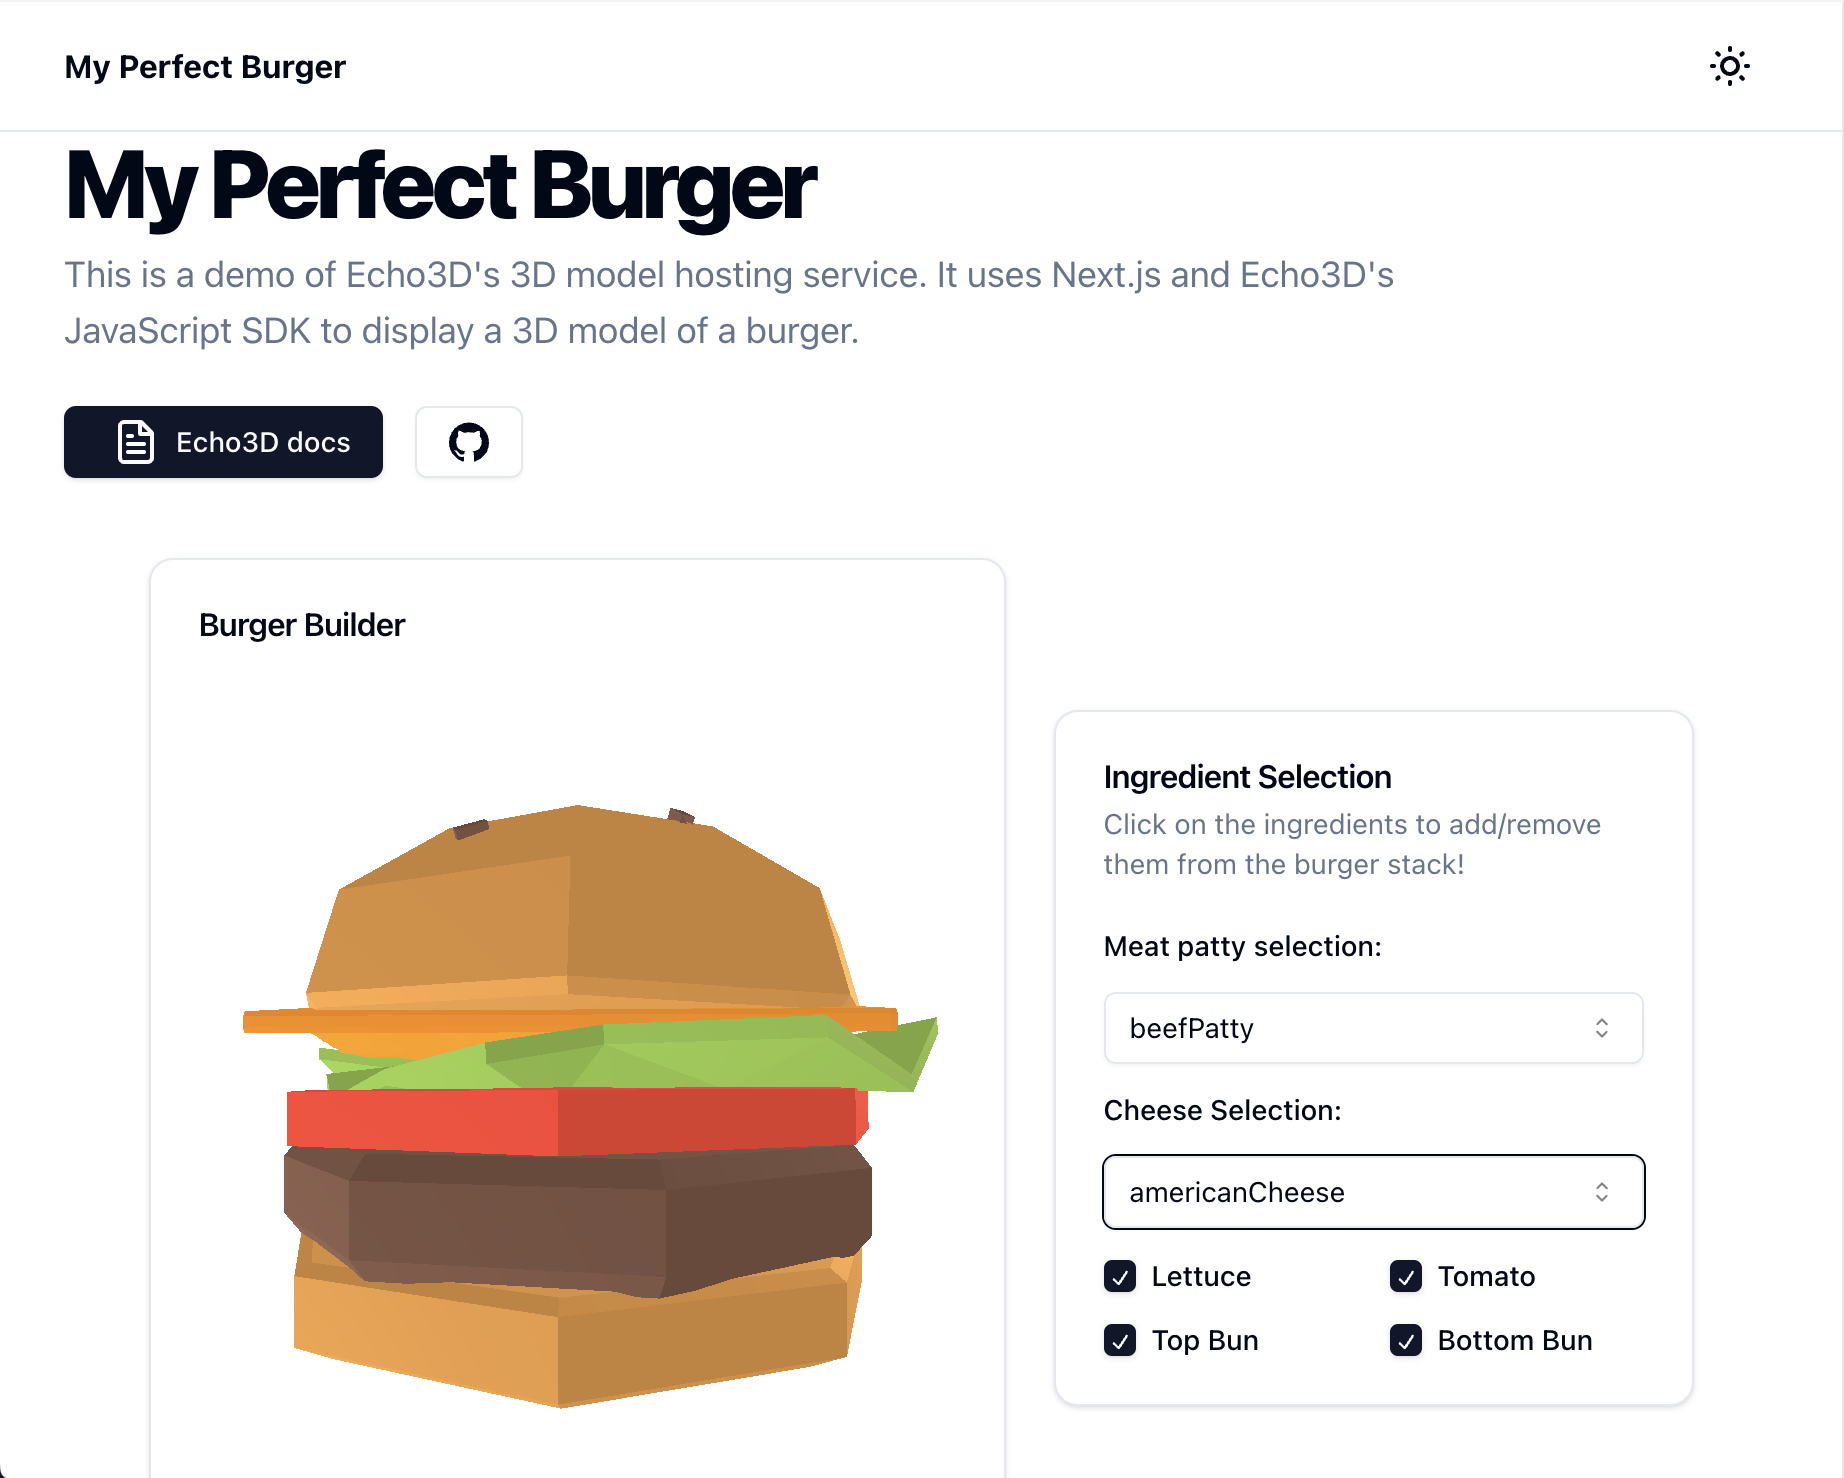 My Perfect Burger
My Perfect Burger
This is a demo of Echo3D's 3D model hosting service. It uses Next.js and Echo3D's
JavaScript SDK to display a 3D model of a burger.
Echo3D docs
Burger Builder
Ingredient Selection
Click on the ingredients to add/remove
them from the burger stack!
Meat patty selection:
beefPatty
Cheese Selection:
americanCheese
Lettuce
Tomato
Top Bun
Bottom Bun